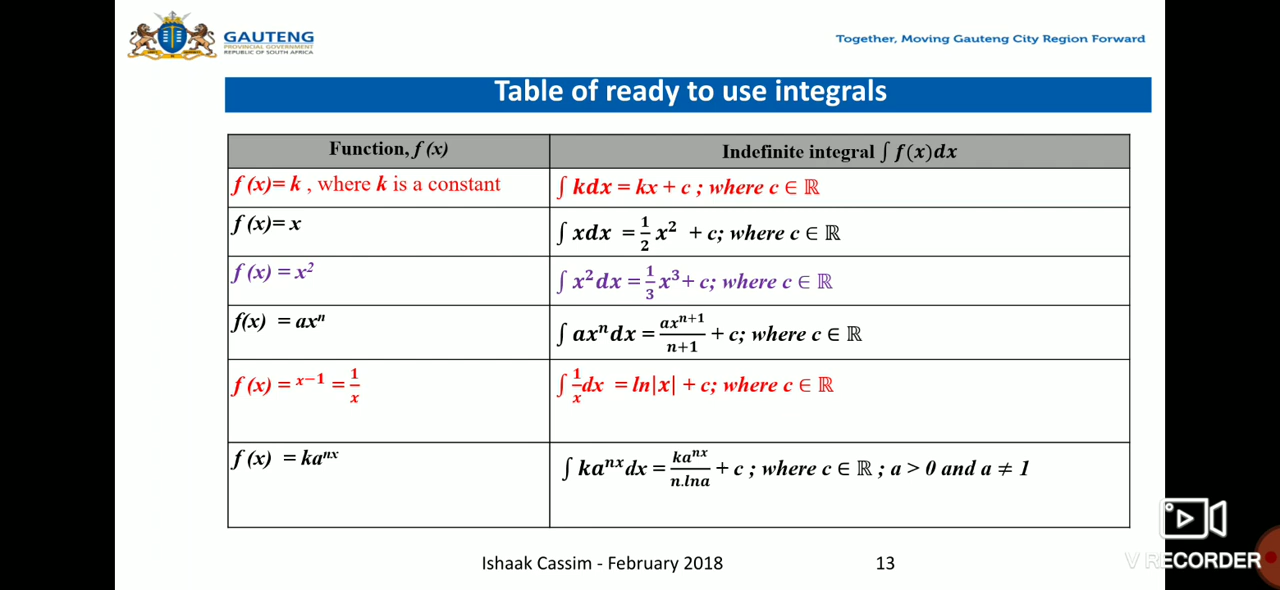 GAUTENG
PROVINCIAL GOVERNMENT
REPUBLIC OF SOUTH AFRICA
Together, Moving Gauteng City Region Forward
Table of ready to use integrals
Function, f (x)
Indefinite integral ∫ f(x)dx
f (x)= k , where k is a constant
∫ kdx = kx + c ; where c ∈ ℝ
f (x)= x
∫ xdx = 1/2 x² + c; where c ∈ ℝ
f (x) = x²
∫ x²dx = 1/3 x³ + c; where c ∈ ℝ
f(x) = axⁿ
∫ axⁿdx = axⁿ⁺¹/n+1 + c; where c ∈ ℝ
f (x) = x−1 = 1/x
∫ 1/x dx = ln|x| + c; where c ∈ ℝ
f (x) = kaⁿˣ
∫ kaⁿˣdx = kaⁿˣ/n.lna + c ; where c ∈ ℝ ; a > 0 and a ≠ 1
Ishaak Cassim - February 2018
13
V RECORDER